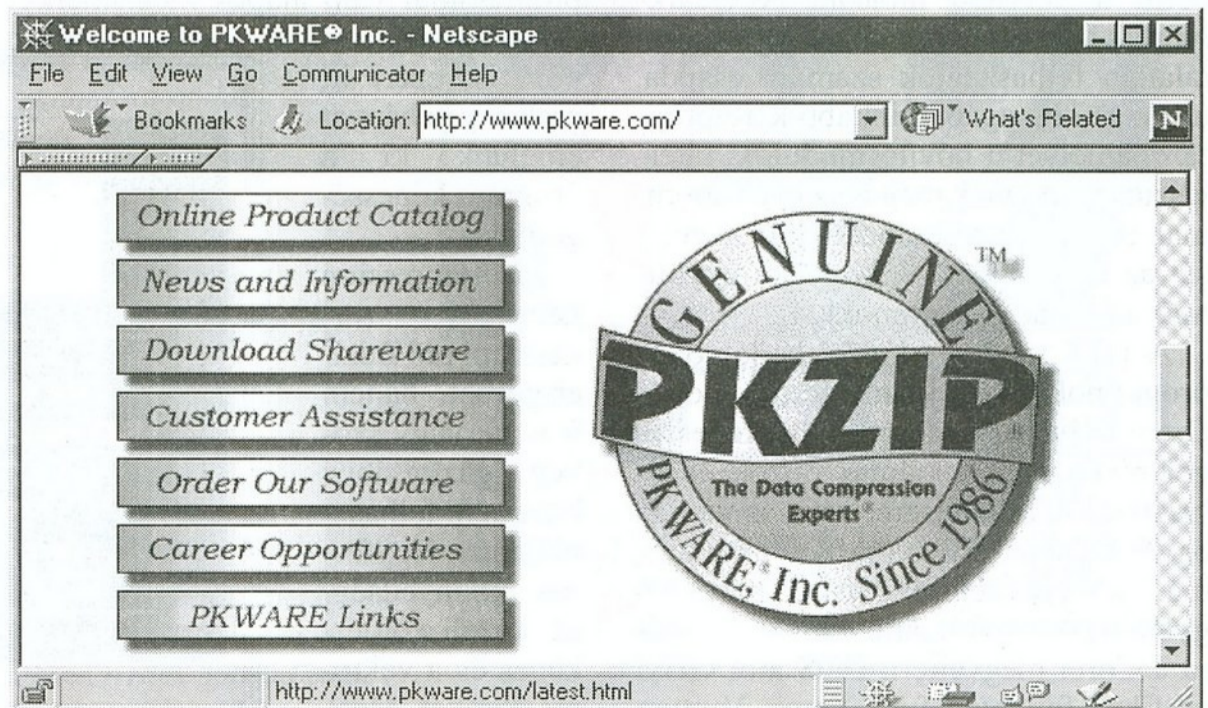 Welcome to PKWARE® Inc. - Netscape
File Edit View Go Communicator Help
Bookmarks Location: http://www.pkware.com/ What's Related N
Online Product Catalog
News and Information
Download Shareware
Customer Assistance
Order Our Software
Career Opportunities
PKWARE Links
GENUINE TM
PKZIP®
The Data Compression
Experts®
PKWARE,® Inc. Since 1986
http://www.pkware.com/latest.html